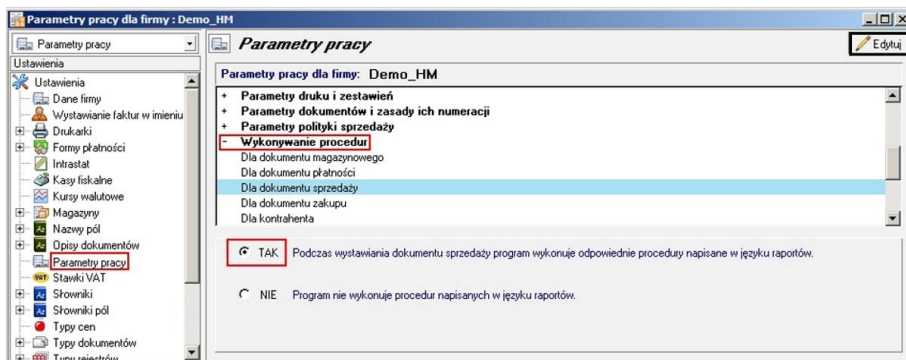 Parametry pracy dla firmy : Demo_HM
Parametry pracy
Ustawienia
Ustawienia
Dane firmy
Wystawianie faktur w imieniu
Drukarki
Formy płatności
Intrastat
Kasy fiskalne
Kursy walutowe
Magazyny
Nazwy pól
Opisy dokumentów
Parametry pracy
Stawki VAT
Słowniki
Słowniki pól
Typy cen
Typy dokumentów
Typy rejestrów
Parametry pracy
Edytuj
Parametry pracy dla firmy: Demo_HM
+ Parametry druku i zestawień
+ Parametry dokumentów i zasady ich numeracji
+ Parametry polityki sprzedaży
- Wykonywanie procedur
Dla dokumentu magazynowego
Dla dokumentu płatności
Dla dokumentu sprzedaży
Dla dokumentu zakupu
Dla kontrahenta
TAK Podczas wystawiania dokumentu sprzedaży program wykonuje odpowiednie procedury napisane w języku raportów.
NIE Program nie wykonuje procedur napisanych w języku raportów.